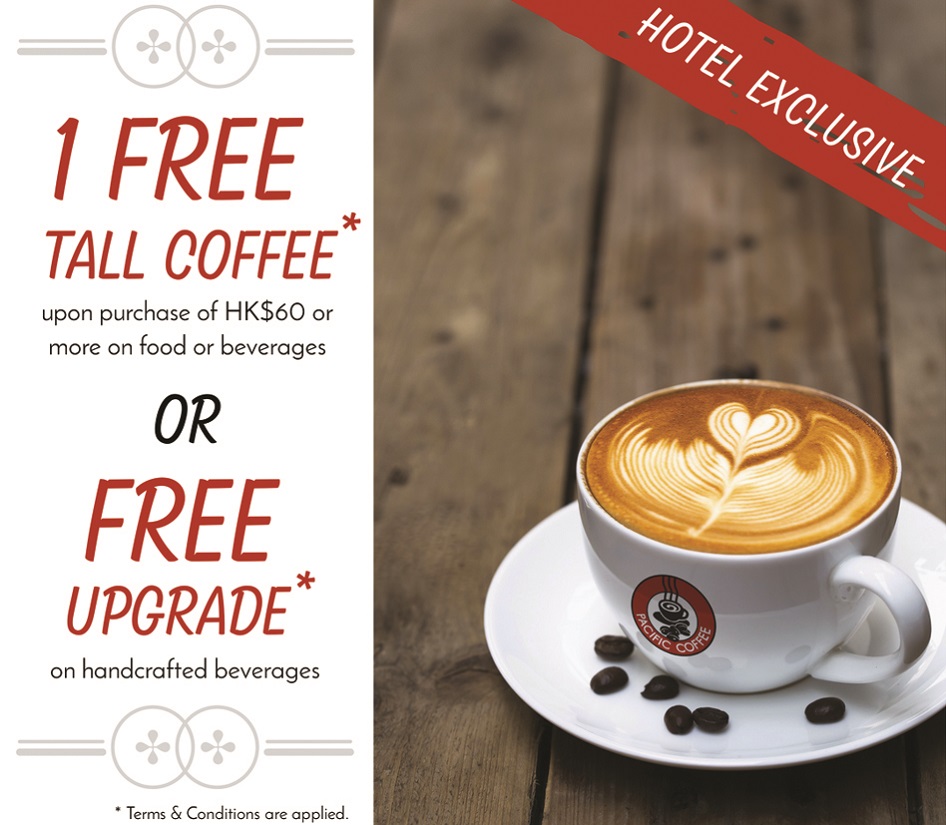 1 FREE
TALL COFFEE*
upon purchase of HK$60 or
more on food or beverages
OR
FREE
UPGRADE*
on handcrafted beverages
* Terms & Conditions are applied.
HOTEL EXCLUSIVE
PACIFIC COFFEE